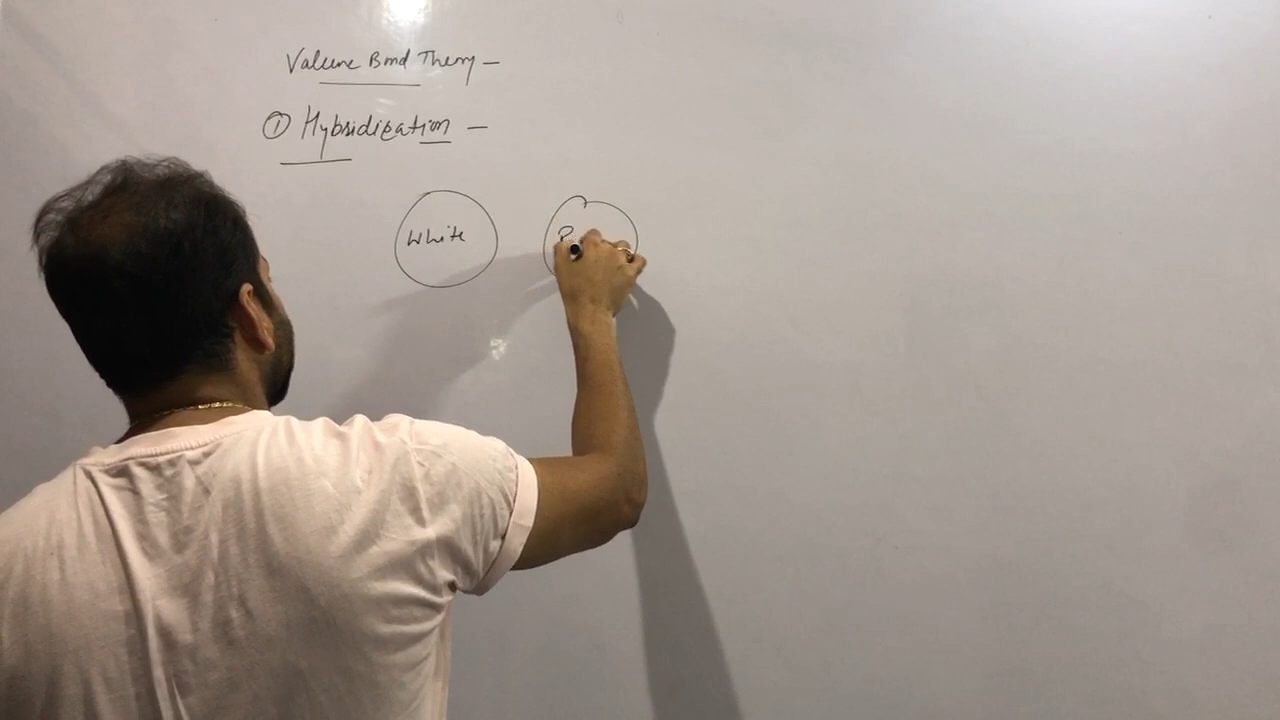 Valence Bond Theory —
① Hybridization —
White